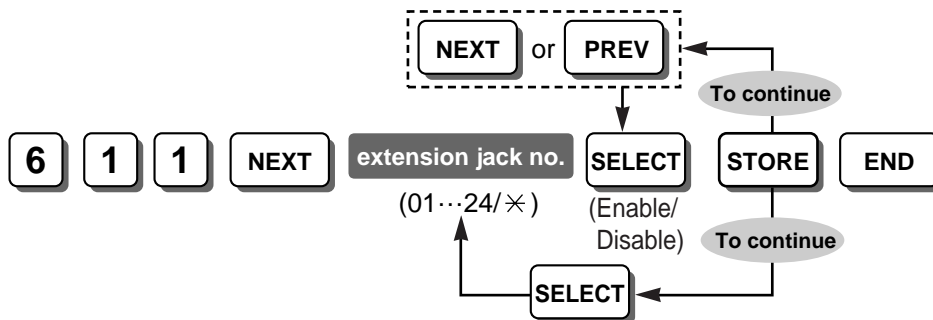 NEXT or PREV
To continue
6 1 1 NEXT extension jack no. SELECT STORE END
(01···24/✳)
(Enable/
Disable)
To continue
SELECT